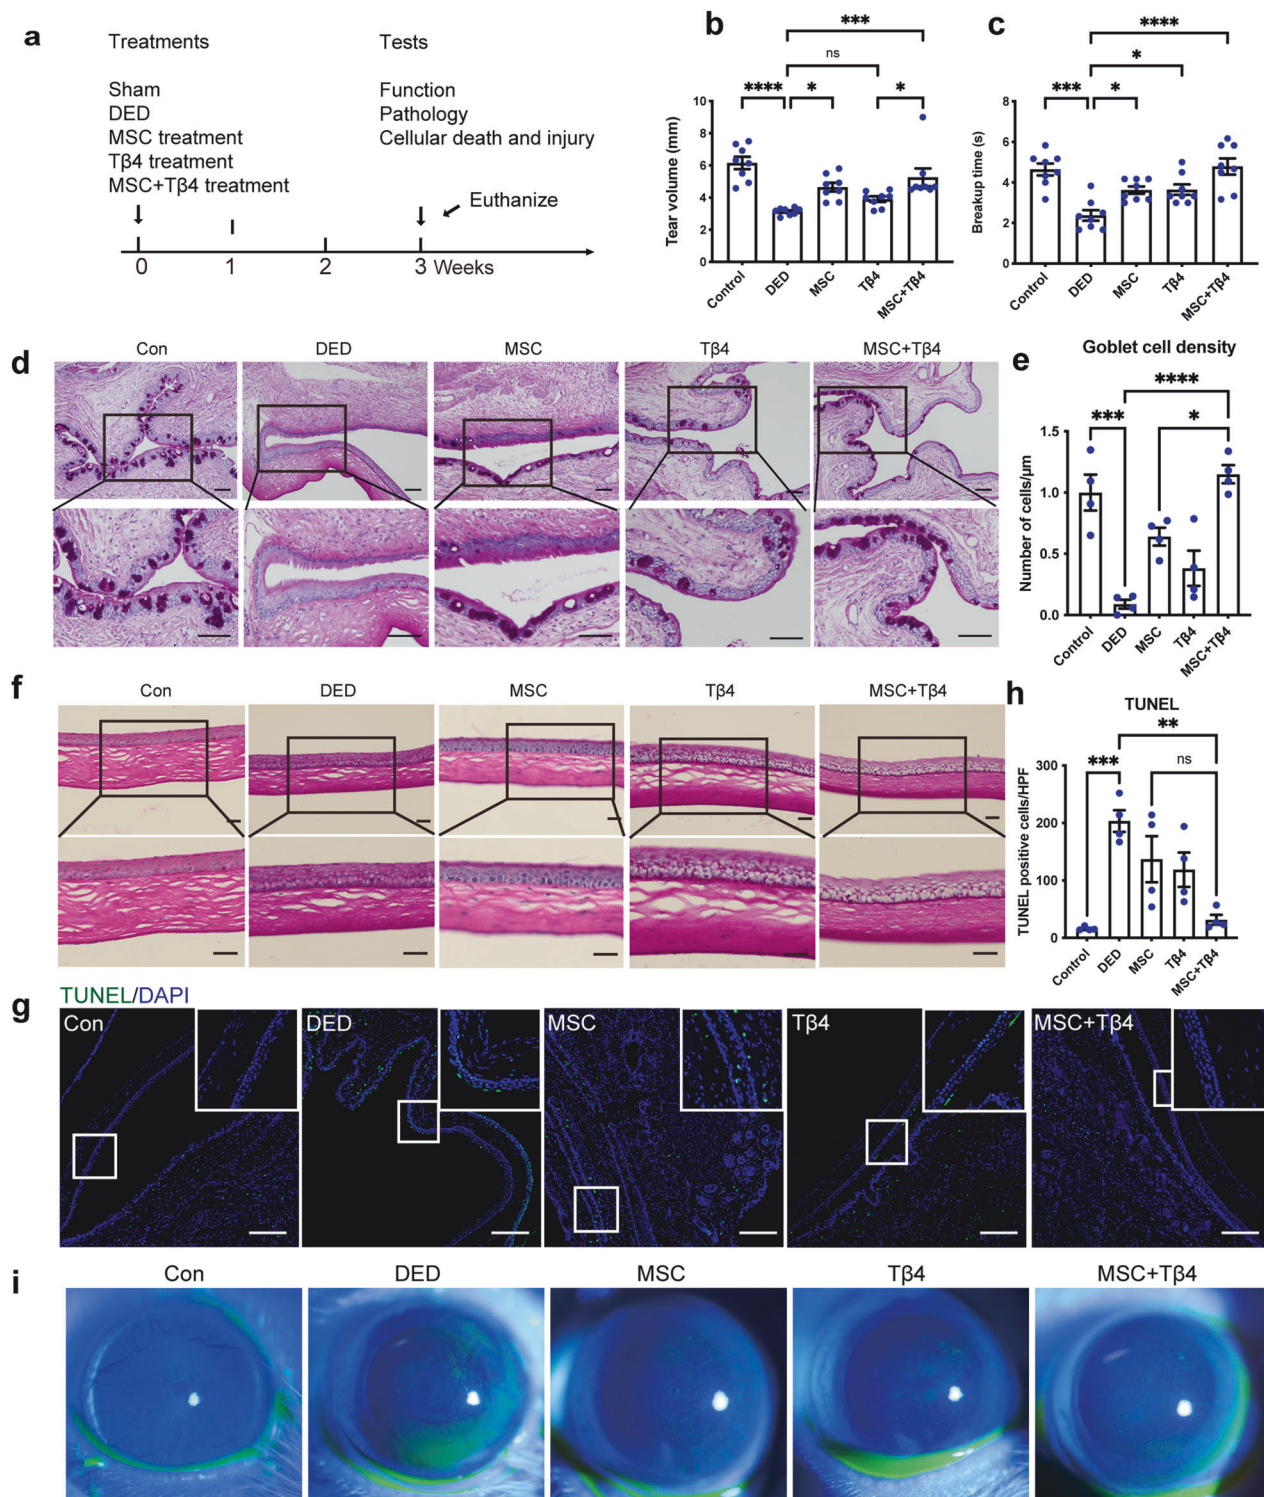 a
Treatments
Tests
Sham
Function
DED
Pathology
MSC treatment
Cellular death and injury
Tβ4 treatment
MSC+Tβ4 treatment
Euthanize
0
1
2
3 Weeks
b
***
ns
**** * *
Tear volume (mm)
10
8
6
4
2
0
Control
DED
MSC
Tβ4
MSC+Tβ4
c
****
*
*** *
Breakup time (s)
8
6
4
2
0
Control
DED
MSC
Tβ4
MSC+Tβ4
d
Con
DED
MSC
Tβ4
MSC+Tβ4
e
Goblet cell density
****
***
*
Number of cells/μm
1.5
1.0
0.5
0.0
Control
DED
MSC
Tβ4
MSC+Tβ4
f
Con
DED
MSC
Tβ4
MSC+Tβ4
h
TUNEL
**
***
ns
TUNEL positive cells/HPF
300
200
100
0
Control
DED
MSC
Tβ4
MSC+Tβ4
g
TUNEL/DAPI
Con
DED
MSC
Tβ4
MSC+Tβ4
i
Con
DED
MSC
Tβ4
MSC+Tβ4